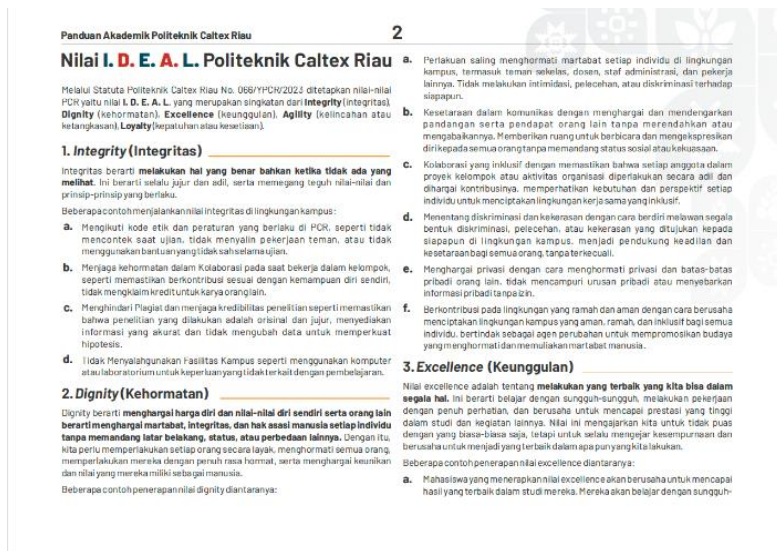 Panduan Akademik Politeknik Caltex Riau
2
Nilai I. D. E. A. L. Politeknik Caltex Riau
Melalui Statuta Politeknik Caltex Riau No. 066/YPCR/2023 ditetapkan nilai-nilai
PCR yaitu nilai I. D. E. A. L. yang merupakan singkatan dari Integrity (integritas),
Dignity (kehormatan), Excellence (keunggulan), Agility (kelincahan atau
ketangkasan), Loyalty (kepatuhan atau kesetiaan).
1. Integrity (Integritas)
Integritas berarti melakukan hal yang benar bahkan ketika tidak ada yang
melihat. Ini berarti selalu jujur dan adil, serta memegang teguh nilai-nilai dan
prinsip-prinsip yang berlaku.
Beberapa contoh menjalankan nilai integritas di lingkungan kampus:
a. Mengikuti kode etik dan peraturan yang berlaku di PCR, seperti tidak
mencontek saat ujian, tidak menyalin pekerjaan teman, atau tidak
menggunakan bantuan yang tidak sah selama ujian.
b. Menjaga kehormatan dalam Kolaborasi pada saat bekerja dalam kelompok,
seperti memastikan berkontribusi sesuai dengan kemampuan diri sendiri,
tidak mengklaim kredit untuk karya orang lain.
c. Menghindari Plagiat dan menjaga kredibilitas penelitian seperti memastikan
bahwa penelitian yang dilakukan adalah orisinal dan jujur, menyediakan
informasi yang akurat dan tidak mengubah data untuk memperkuat
hipotesis.
d. Tidak Menyalahgunakan Fasilitas Kampus seperti menggunakan komputer
atau laboratorium untuk keperluan yang tidak terkait dengan pembelajaran.
2. Dignity (Kehormatan)
Dignity berarti menghargai harga diri dan nilai-nilai diri sendiri serta orang lain
berarti menghargai martabat, integritas, dan hak asasi manusia setiap individu
tanpa memandang latar belakang, status, atau perbedaan lainnya. Dengan itu,
kita perlu memperlakukan setiap orang secara layak, menghormati semua orang,
memperlakukan mereka dengan penuh rasa hormat, serta menghargai keunikan
dan nilai yang mereka miliki sebagai manusia.
Beberapa contoh penerapan nilai dignity diantaranya:
a. Perlakuan saling menghormati martabat setiap individu di lingkungan
kampus, termasuk teman sekelas, dosen, staf administrasi, dan pekerja
lainnya. Tidak melakukan intimidasi, pelecehan, atau diskriminasi terhadap
siapapun.
b. Kesetaraan dalam komunikas dengan menghargai dan mendengarkan
pandangan serta pendapat orang lain tanpa merendahkan atau
mengabaikannya. Memberikan ruang untuk berbicara dan mengekspresikan
diri kepada semua orang tanpa memandang status sosial atau kekuasaan.
c. Kolaborasi yang inklusif dengan memastikan bahwa setiap anggota dalam
proyek kelompok atau aktivitas organisasi diperlakukan secara adil dan
dihargai kontribusinya. memperhatikan kebutuhan dan perspektif setiap
individu untuk menciptakan lingkungan kerja sama yang inklusif.
d. Menentang diskriminasi dan kekerasan dengan cara berdiri melawan segala
bentuk diskriminasi, pelecehan, atau kekerasan yang ditujukan kepada
siapapun di lingkungan kampus. menjadi pendukung keadilan dan
kesetaraan bagi semua orang, tanpa terkecuali.
e. Menghargai privasi dengan cara menghormati privasi dan batas-batas
pribadi orang lain, tidak mencampuri urusan pribadi atau menyebarkan
informasi pribadi tanpa izin.
f. Berkontribusi pada lingkungan yang ramah dan aman dengan cara berusaha
menciptakan lingkungan kampus yang aman, ramah, dan inklusif bagi semua
individu. bertindak sebagai agen perubahan untuk mempromosikan budaya
yang menghormati dan memuliakan martabat manusia.
3. Excellence (Keunggulan)
Nilai excellence adalah tentang melakukan yang terbaik yang kita bisa dalam
segala hal. Ini berarti belajar dengan sungguh-sungguh, melakukan pekerjaan
dengan penuh perhatian, dan berusaha untuk mencapai prestasi yang tinggi
dalam studi dan kegiatan lainnya. Nilai ini mengajarkan kita untuk tidak puas
dengan yang biasa-biasa saja, tetapi untuk selalu mengejar kesempurnaan dan
berusaha untuk menjadi yang terbaik dalam apa pun yang kita lakukan.
Beberapa contoh penerapan nilai excellence diantaranya:
a. Mahasiswa yang menerapkan nilai excellence akan berusaha untuk mencapai
hasil yang terbaik dalam studi mereka. Mereka akan belajar dengan sungguh-